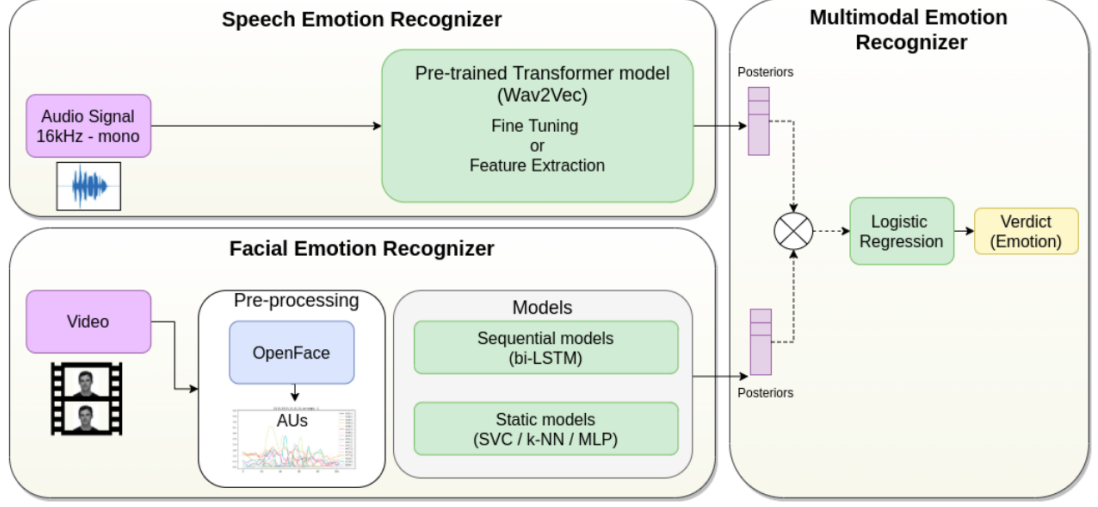 Speech Emotion Recognizer
Audio Signal
16kHz - mono
Pre-trained Transformer model
(Wav2Vec)
Fine Tuning
or
Feature Extraction
Facial Emotion Recognizer
Video
Pre-processing
OpenFace
AUs
Models
Sequential models
(bi-LSTM)
Static models
(SVC / k-NN / MLP)
Multimodal Emotion
Recognizer
Posteriors
Logistic
Regression
Verdict
(Emotion)
Posteriors